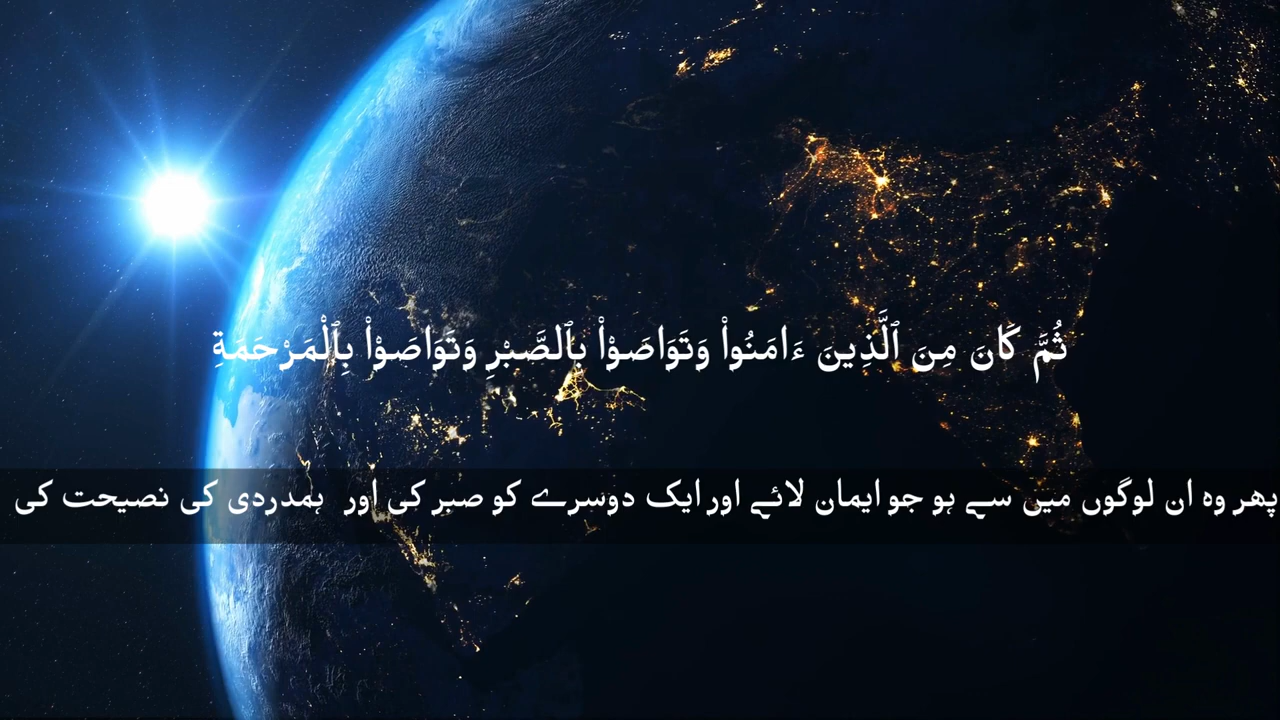 ثُمَّ كَانَ مِنَ ٱلَّذِينَ ءَامَنُوا۟ وَتَوَاصَوْا۟ بِٱلصَّبْرِ وَتَوَاصَوْا۟ بِٱلْمَرْحَمَةِ
پھر وہ ان لوگوں میں سے ہو جو ایمان لائے اور ایک دوسرے کو صبر کی اور ہمدردی کی نصیحت کی